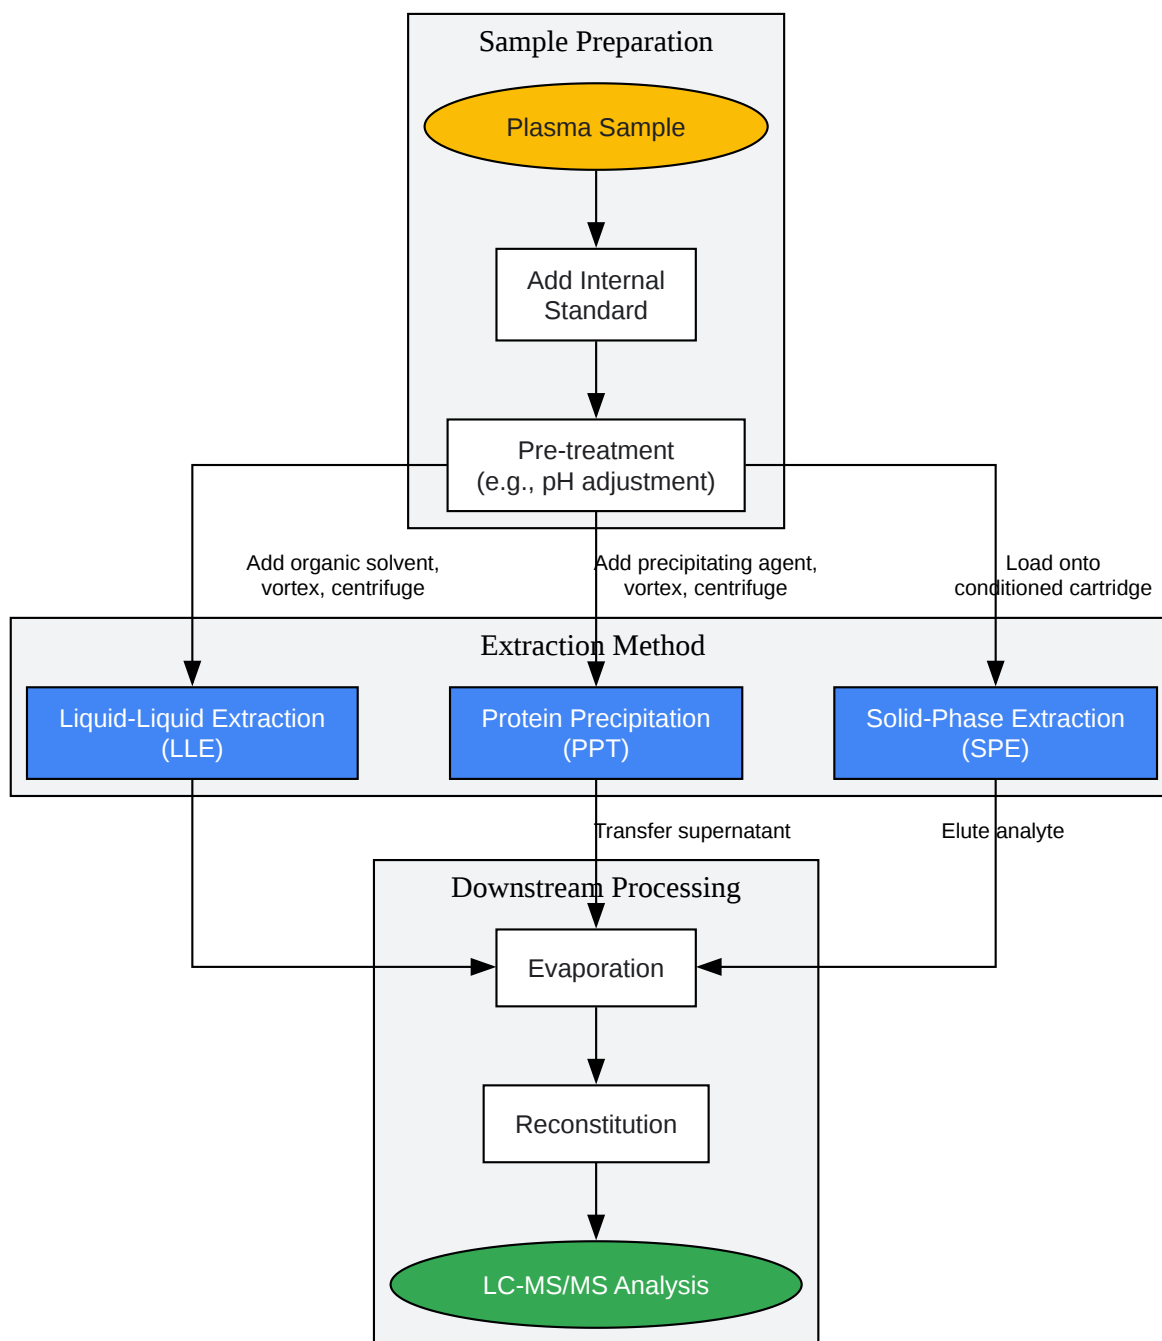 Sample Preparation
Plasma Sample
Add Internal
Standard
Pre-treatment
(e.g., pH adjustment)
Add organic solvent,
vortex, centrifuge
Add precipitating agent,
vortex, centrifuge
Load onto
conditioned cartridge
Extraction Method
Liquid-Liquid Extraction
(LLE)
Protein Precipitation
(PPT)
Solid-Phase Extraction
(SPE)
Transfer supernatant
Elute analyte
Downstream Processing
Evaporation
Reconstitution
LC-MS/MS Analysis